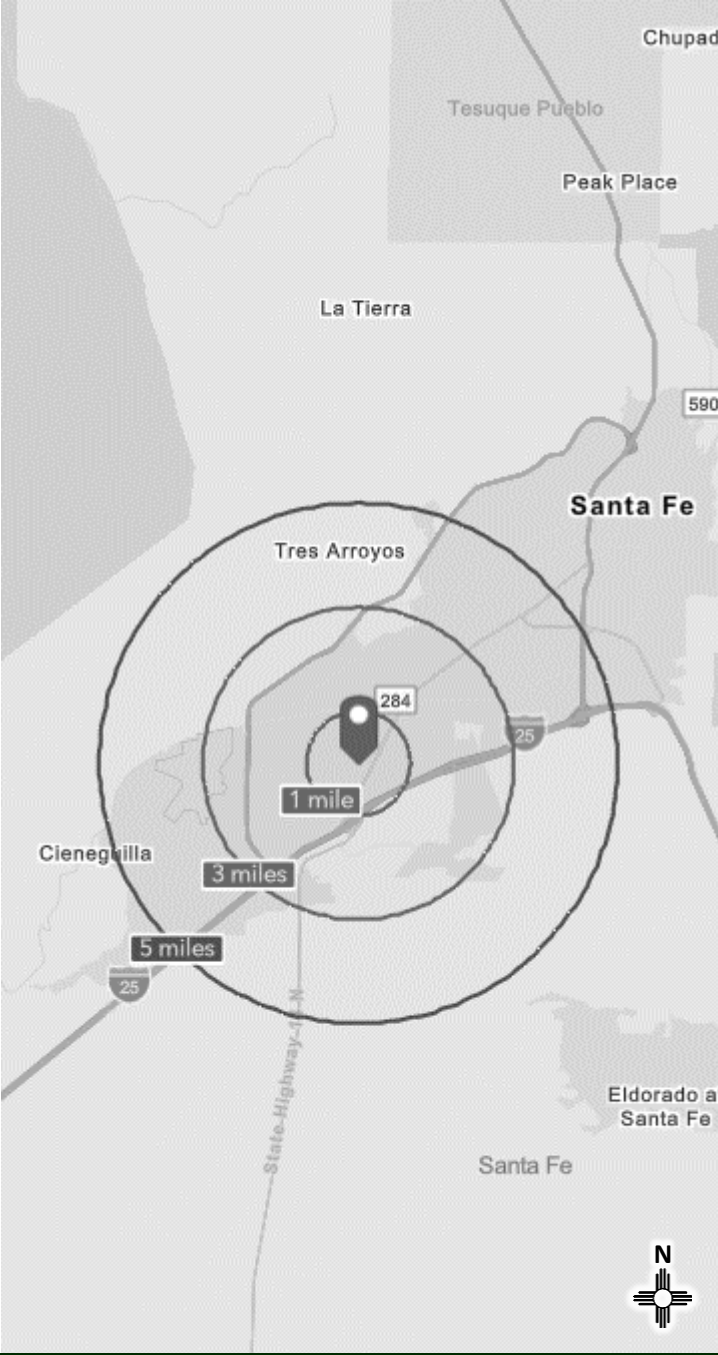 Chupad
Tesuque Pueblo
Peak Place
La Tierra
590
Santa Fe
Tres Arroyos
284
25
1 mile
Cieneguilla
3 miles
5 miles
25
State-Highway-14-N
Eldorado a
Santa Fe
Santa Fe
N